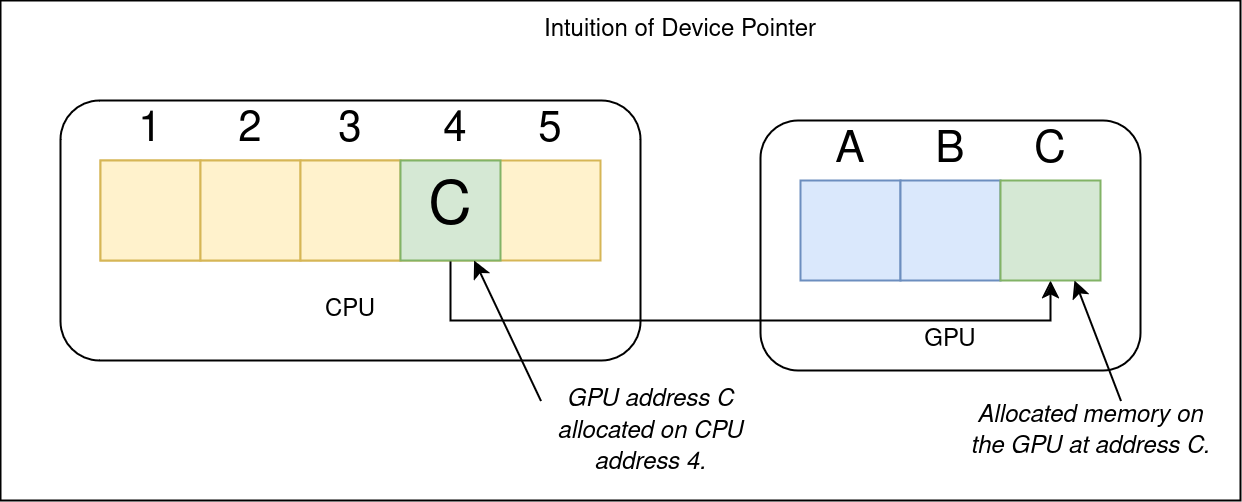 Intuition of Device Pointer
1 2 3 4 5
A B C
C
CPU
GPU
GPU address C
allocated on CPU
address 4.
Allocated memory on
the GPU at address C.